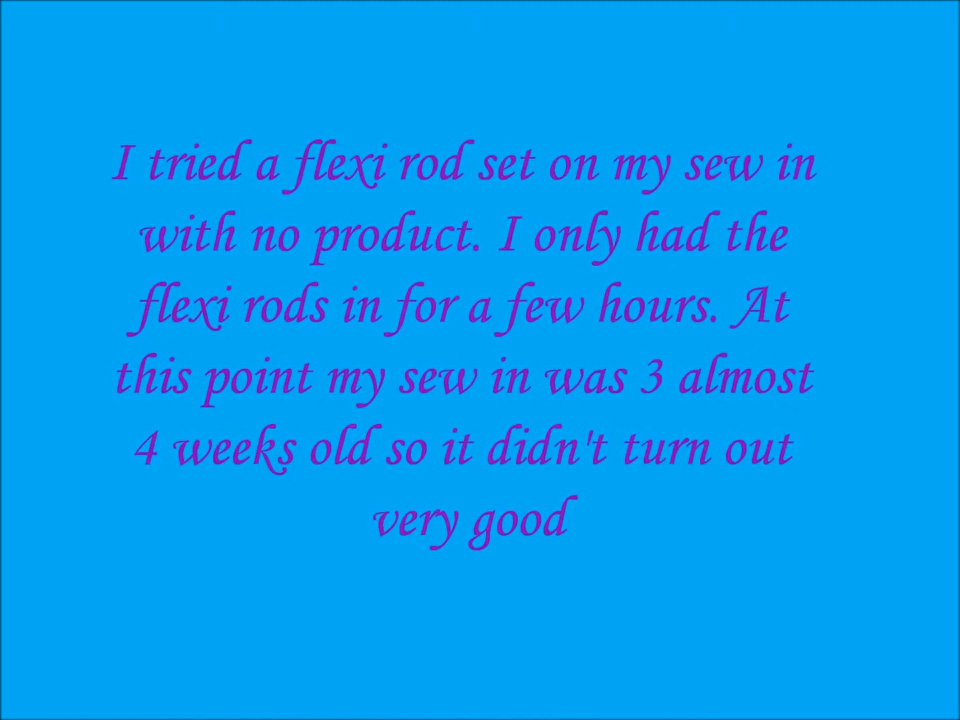 I tried a flexi rod set on my sew in
with no product. I only had the
flexi rods in for a few hours. At
this point my sew in was 3 almost
4 weeks old so it didn't turn out
very good